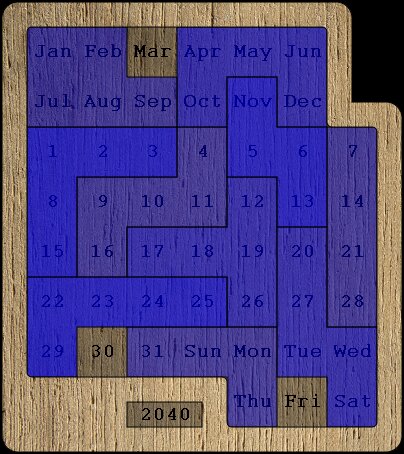 Jan Feb Mar Apr May Jun
Jul Aug Sep Oct Nov Dec
1 2 3 4 5 6 7
8 9 10 11 12 13 14
15 16 17 18 19 20 21
22 23 24 25 26 27 28
29 30 31 Sun Mon Tue Wed
Thu Fri Sat
2040